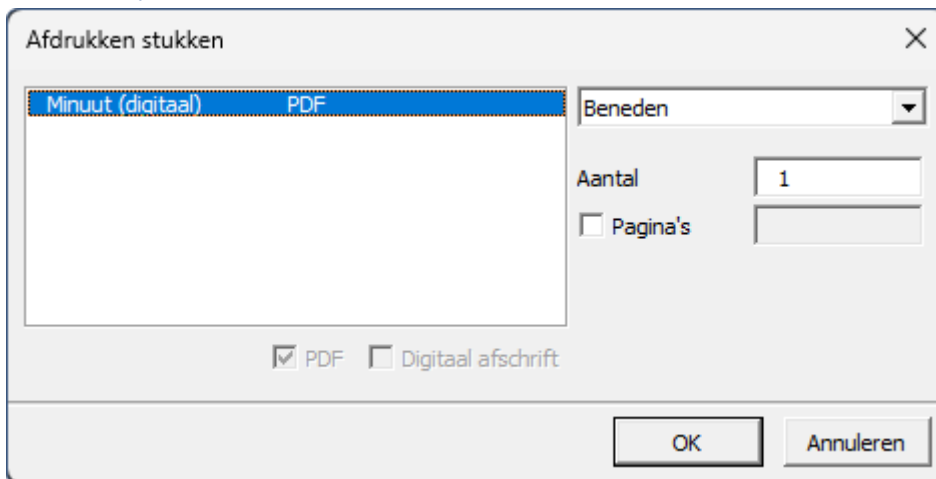 Afdrukken stukken
Minuut (digitaal) PDF
Beneden
Aantal 1
Pagina's
PDF Digitaal afschrift
OK Annuleren